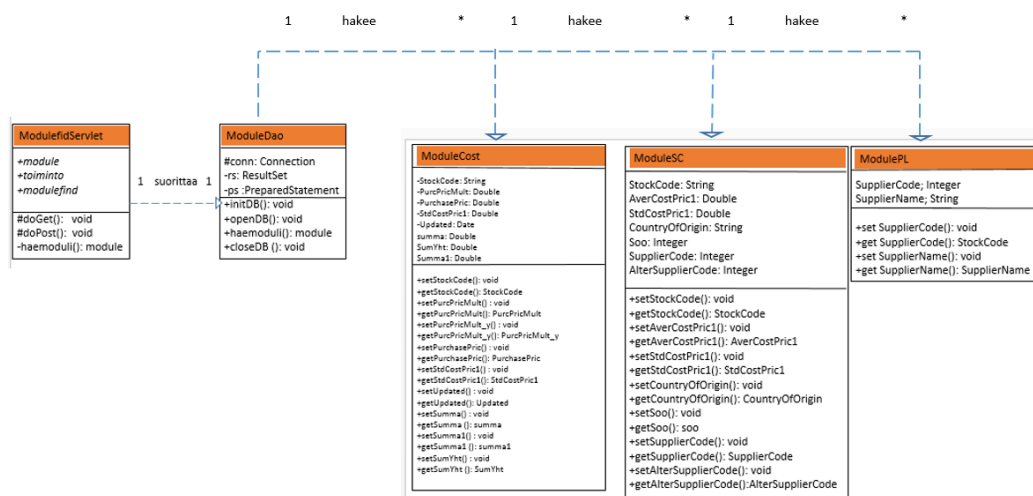 1 hakee * 1 hakee * 1 hakee *
ModulefidServlet
+module
+toiminto
+modulefind
#doGet(): void
#doPost(): void
-haemoduli(): module
1 suorittaa 1
ModuleDao
#conn: Connection
-rs: ResultSet
-ps :PreparedStatement
+initDB(): void
+openDB(): void
+haemoduli(): module
+closeDB (): void
ModuleCost
-StockCode: String
-PurcPricMult: Double
-PurchasePric: Double
-StdCostPric1: Double
-Updated: Date
summa: Double
SumYht: Double
Summa1: Double
+setStockCode(): void
+getStockCode(): StockCode
+setPurcPricMult() : void
+getPurcPricMult(): PurcPricMult
+setPurcPricMult_y() : void
+getPurcPricMult_y(): PurcPricMult_y
+setPurchasePric() : void
+getPurchasePric(): PurchasePric
+setStdCostPric1() : void
+getStdCostPric1(): StdCostPric1
+setUpdated() : void
+getUpdated(): Updated
+setSumma() : void
+getSumma (): summa
+setSumma1(): void
+getSumma1 (): summa1
+setSumYht() : void
+getSumYht (): SumYht
ModuleSC
StockCode: String
AverCostPric1: Double
StdCostPric1: Double
CountryOfOrigin: String
Soo: Integer
SupplierCode: Integer
AlterSupplierCode: Integer
+setStockCode(): void
+getStockCode(): StockCode
+setAverCostPric1(): void
+getAverCostPric1(): AverCostPric1
+setStdCostPric1(): void
+getStdCostPric1(): StdCostPric1
+setCountryOfOrigin(): void
+getCountryOfOrigin(): CountryOfOrigin
+setSoo(): void
+getSoo(): soo
+setSupplierCode(): void
+getSupplierCode(): SupplierCode
+setAlterSupplierCode(): void
+getAlterSupplierCode():AlterSupplierCode
ModulePL
SupplierCode; Integer
SupplierName; String
+set SupplierCode(): void
+get SupplierCode(): StockCode
+set SupplierName(): void
+get SupplierName(): SupplierName